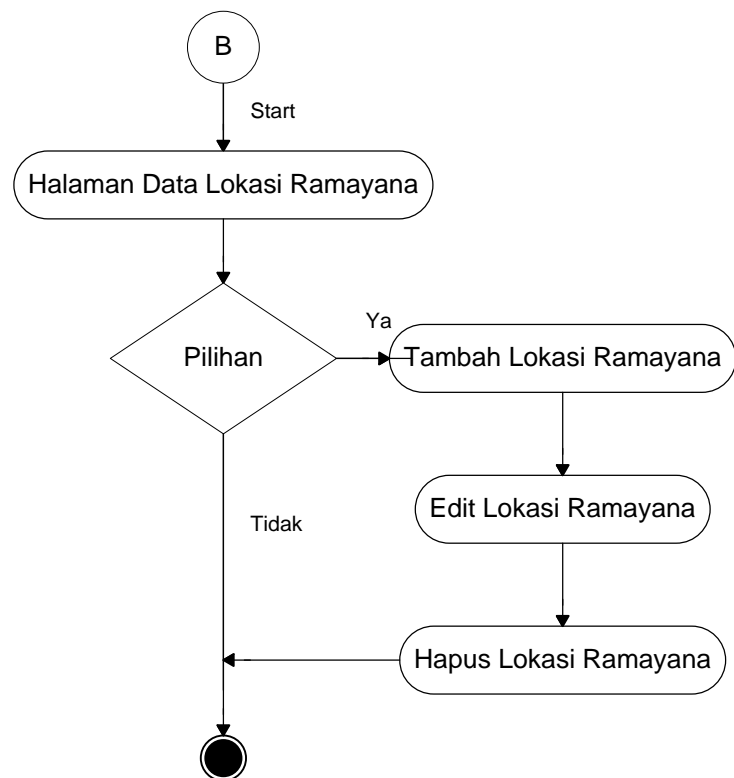 B
Start
Halaman Data Lokasi Ramayana
Pilihan
Ya
Tambah Lokasi Ramayana
Edit Lokasi Ramayana
Tidak
Hapus Lokasi Ramayana